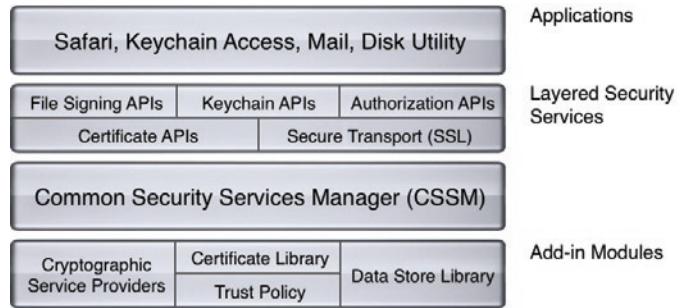 Safari, Keychain Access, Mail, Disk Utility
Applications
File Signing APIs
Keychain APIs
Authorization APIs
Layered Security
Services
Certificate APIs
Secure Transport (SSL)
Common Security Services Manager (CSSM)
Cryptographic
Service Providers
Certificate Library
Trust Policy
Data Store Library
Add-in Modules